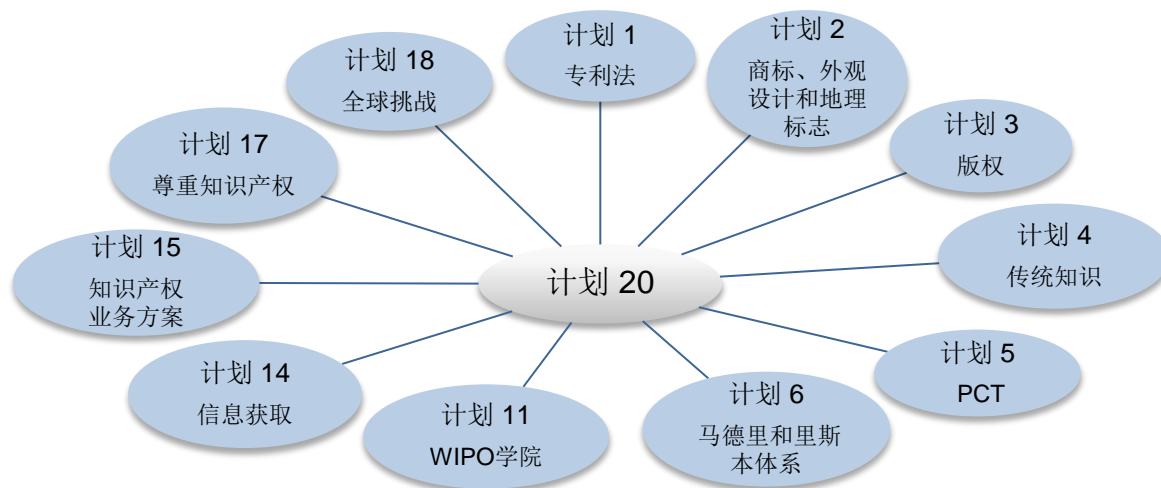 计划 1
专利法
计划 2
商标、外观
设计和地理
标志
计划 3
版权
计划 4
传统知识
计划 5
PCT
计划 6
马德里和里斯
本体系
计划 11
WIPO学院
计划 14
信息获取
计划 15
知识产权
业务方案
计划 17
尊重知识产权
计划 18
全球挑战
计划 20